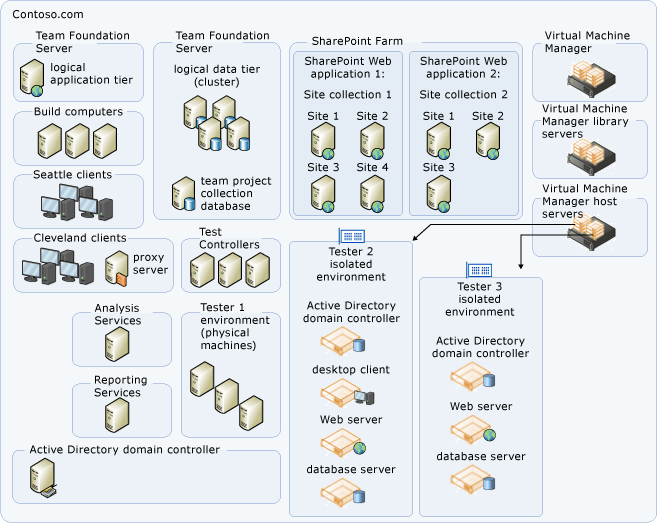 Contoso.com
Team Foundation
Server
logical
application tier
Build computers
Seattle clients
Cleveland clients
proxy
server
Team Foundation
Server
logical data tier
(cluster)
team project
collection
database
Test
Controllers
SharePoint Farm
SharePoint Web
application 1:
Site collection 1
Site 1
Site 2
Site 3
Site 4
SharePoint Web
application 2:
Site collection 2
Site 1
Site 2
Site 3
Virtual Machine
Manager
Virtual Machine
Manager library
servers
Virtual Machine
Manager host
servers
Analysis
Services
Reporting
Services
Tester 1
environment
(physical
machines)
Active Directory domain controller
Tester 2
isolated
environment
Active Directory
domain controller
desktop client
Web server
database server
Tester 3
isolated
environment
Active Directory
domain controller
Web server
database server